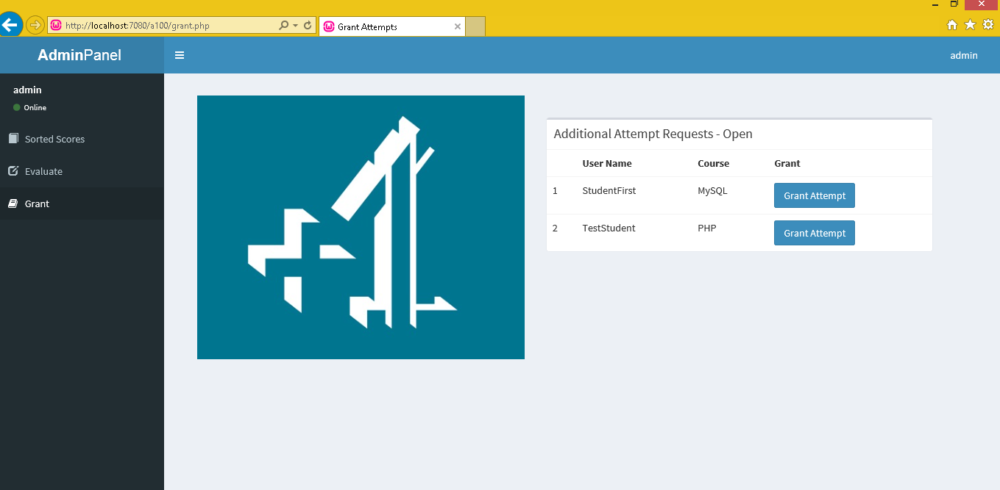 http://localhost:7080/a100/grant.php
Grant Attempts
AdminPanel
admin
admin
Online
Sorted Scores
Evaluate
Grant
Additional Attempt Requests - Open
User Name Course Grant
1 StudentFirst MySQL Grant Attempt
2 TestStudent PHP Grant Attempt